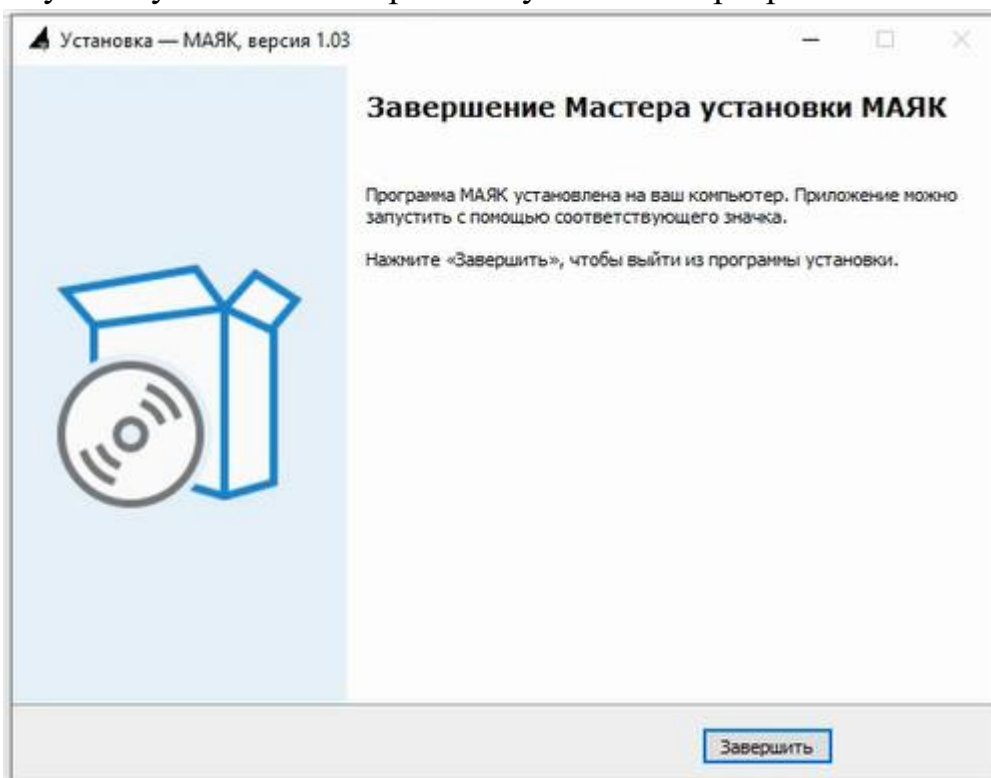 Установка — МАЯК, версия 1.03
Завершение Мастера установки МАЯК
Программа МАЯК установлена на ваш компьютер. Приложение можно
запустить с помощью соответствующего значка.
Нажмите «Завершить», чтобы выйти из программы установки.
Завершить